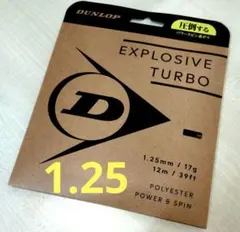 DUNLOP
圧倒する
EXPLOSIVE
TURBO
D
1.25mm / 17g
12m / 39ft
1.25
POLYESTER
POWER & SPIN